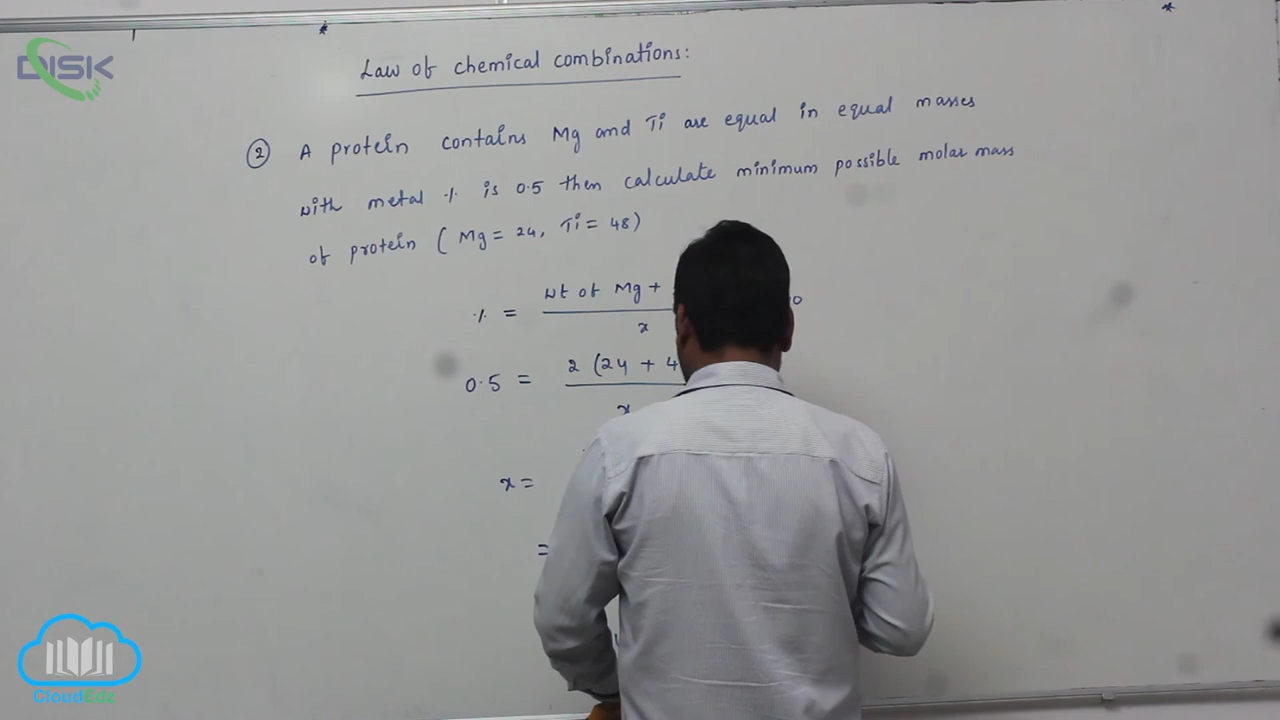 DISK
Law of chemical combinations:
2 A protein contains Mg and Ti are equal in equal masses
with metal % is 0.5 then calculate minimum possible molar mass
of protein (Mg = 24, Ti = 48)
% = wt of Mg +
x
0.5 = 2 (24 + 4
x
x =
=
CloudEdz